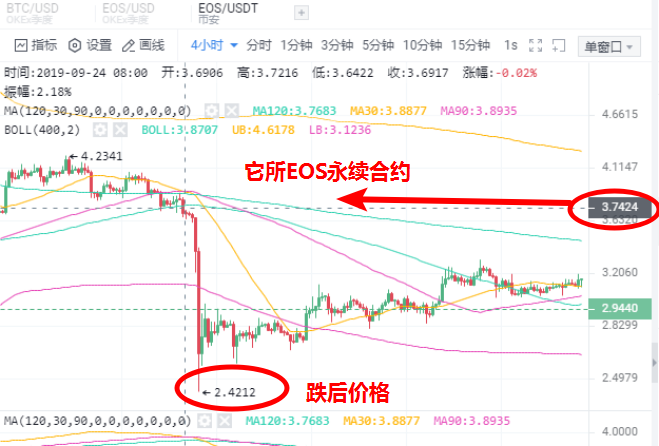 BTC/USD EOS/USD EOS/USDT
OKEx季度 OKEx季度 币安
指标 设置 画线 4小时 分时 1分钟 3分钟 5分钟 10分钟 15分钟 1s 单窗口
时间:2019-09-24 08:00 开:3.6906 高:3.7216 低:3.6422 收:3.6917 涨幅:-0.02%
振幅:2.18%
MA(120,30,90,0,0,0,0,0,0,0) MA120:3.7683 MA30:3.8877 MA90:3.8935
4.6615
BOLL(400,2) BOLL:3.8707 UB:4.6178 LB:3.1236
4.2341
4.1147
它所EOS永续合约
3.7424
3.6320
3.2060
2.9440
2.8299
2.4979
2.4212
跌后价格
MA(120,30,90,0,0,0,0,0,0,0) MA120:3.7683 MA30:3.8877 MA90:3.8935
4.0000